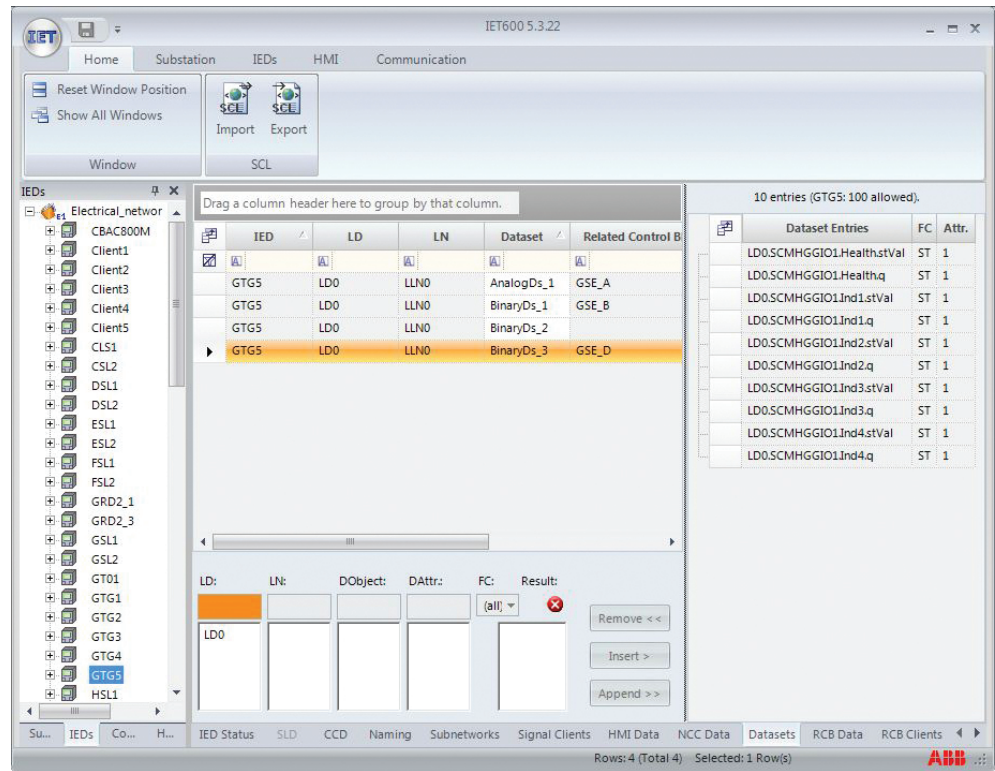 IET600 5.3.22
IET
Home Substation IEDs HMI Communication
Reset Window Position
Show All Windows
SCL SCL
Import Export
Window SCL
IEDs
Electrical_networ
CBAC800M
Client1
Client2
Client3
Client4
Client5
CLS1
CSL2
DSL1
DSL2
ESL1
ESL2
FSL1
FSL2
GRD2_1
GRD2_3
GSL1
GSL2
GT01
GTG1
GTG2
GTG3
GTG4
GTG5
HSL1
Su... IEDs Co... H...
Drag a column header here to group by that column.
IED LD LN Dataset Related Control B
GTG5 LD0 LLN0 AnalogDs_1 GSE_A
GTG5 LD0 LLN0 BinaryDs_1 GSE_B
GTG5 LD0 LLN0 BinaryDs_2
GTG5 LD0 LLN0 BinaryDs_3 GSE_D
LD: LN: DObject: DAttr.: FC: Result:
(all)
LD0
Remove <<
Insert >
Append >>
10 entries (GTG5: 100 allowed).
Dataset Entries FC Attr.
LD0.SCMHGGIO1.Health.stVal ST 1
LD0.SCMHGGIO1.Health.q ST 1
LD0.SCMHGGIO1.Ind1.stVal ST 1
LD0.SCMHGGIO1.Ind1.q ST 1
LD0.SCMHGGIO1.Ind2.stVal ST 1
LD0.SCMHGGIO1.Ind2.q ST 1
LD0.SCMHGGIO1.Ind3.stVal ST 1
LD0.SCMHGGIO1.Ind3.q ST 1
LD0.SCMHGGIO1.Ind4.stVal ST 1
LD0.SCMHGGIO1.Ind4.q ST 1
IED Status SLD CCD Naming Subnetworks Signal Clients HMI Data NCC Data Datasets RCB Data RCB Clients
Rows: 4 (Total 4) Selected: 1 Row(s)
ABB